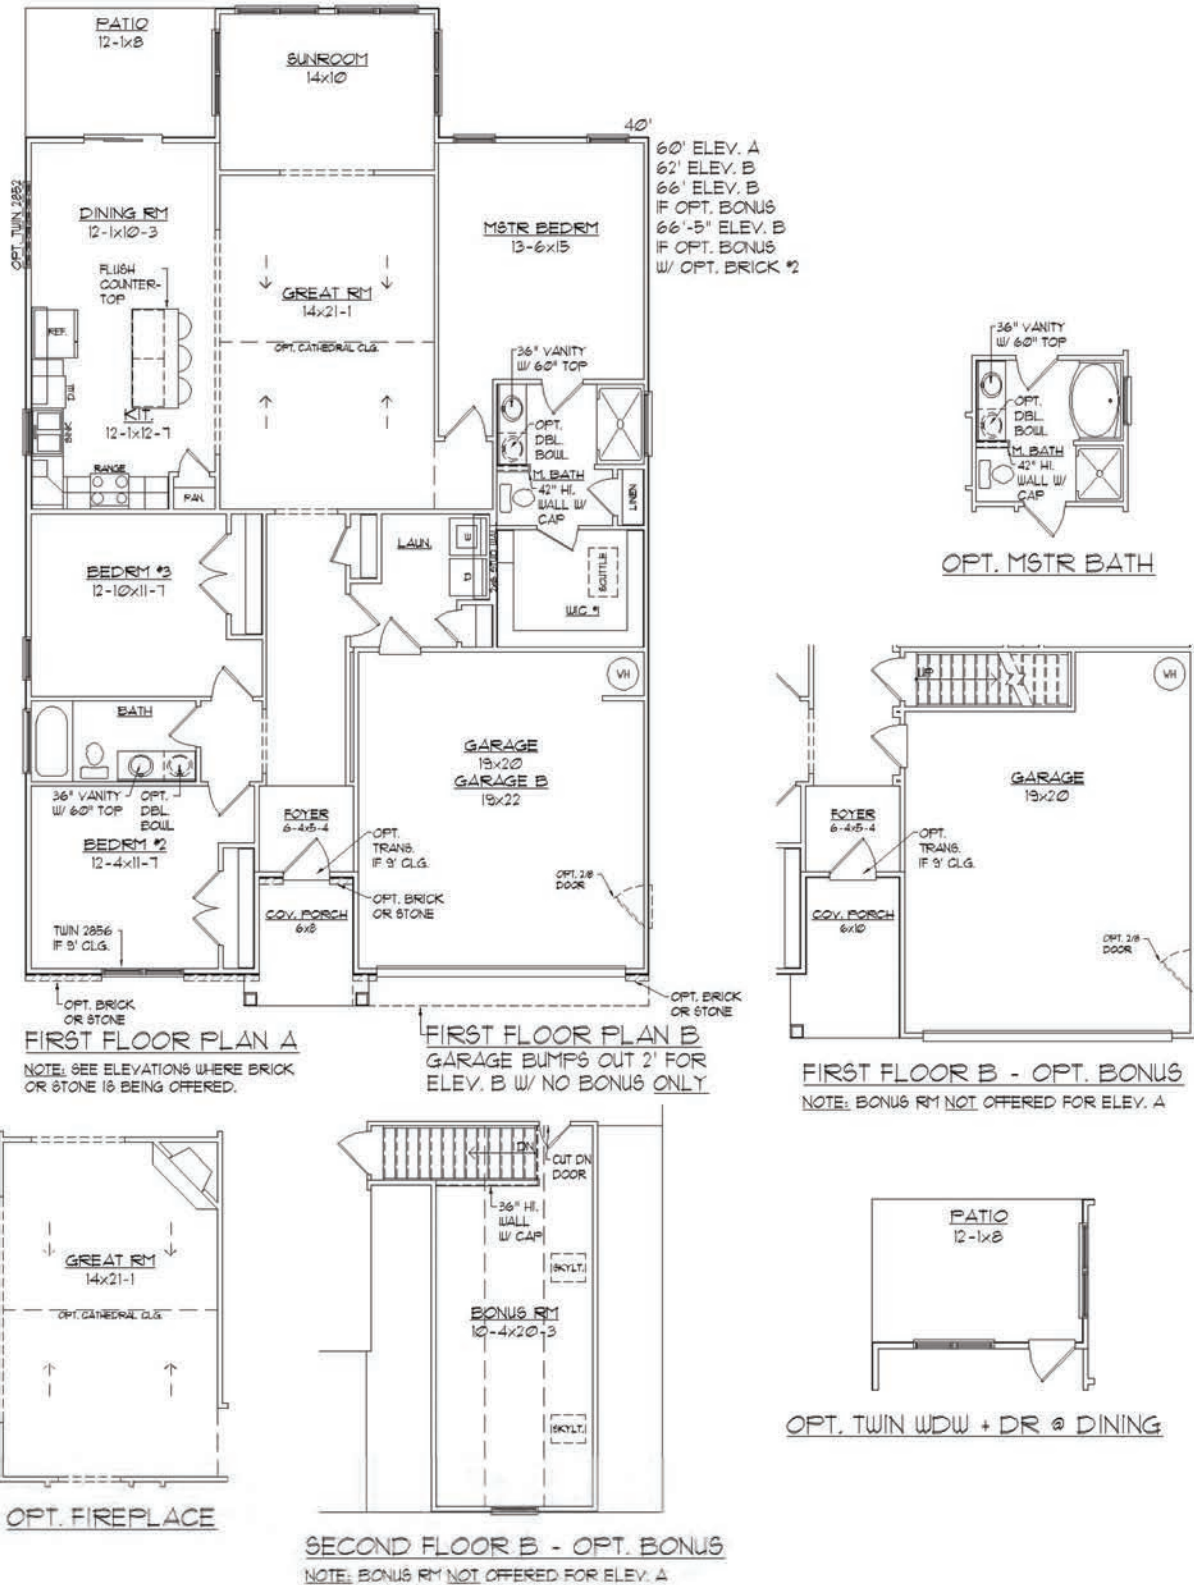 PATIO
12-1x8
SUNROOM
14x10
40'
60' ELEV. A
62' ELEV. B
66' ELEV. B
IF OPT. BONUS
66'-5" ELEV. B
IF OPT. BONUS
W/ OPT. BRICK #2
OPT. TWIN 2852
DINING RM
12-1x10-3
FLUSH
COUNTER-
TOP
REF.
D.W.
SINK
KIT.
12-1x12-7
RANGE
PAN.
GREAT RM
14x21-1
OPT. CATHEDRAL CLG.
MSTR BEDRM
13-6x15
36" VANITY
W/ 60" TOP
OPT.
DBL.
BOWL
M. BATH
42" HI.
WALL W/
CAP
LINEN
LAUN.
W
D
2x6 STUD WALL
SCUTTLE
WIC #1
BEDRM #3
12-10x11-7
BATH
36" VANITY
W/ 60" TOP
OPT.
DBL.
BOWL
BEDRM #2
12-4x11-7
TWIN 2856
IF 9' CLG.
FOYER
6-4x5-4
OPT.
TRANS.
IF 9' CLG.
OPT. BRICK
OR STONE
COV. PORCH
6x8
WH
GARAGE
19x20
GARAGE B
19x22
OPT. 2/8
DOOR
OPT. BRICK
OR STONE
OPT. BRICK
OR STONE
FIRST FLOOR PLAN A
NOTE: SEE ELEVATIONS WHERE BRICK
OR STONE IS BEING OFFERED.
FIRST FLOOR PLAN B
GARAGE BUMPS OUT 2' FOR
ELEV. B W/ NO BONUS ONLY
36" VANITY
W/ 60" TOP
OPT.
DBL.
BOWL
M. BATH
42" HI.
WALL W/
CAP
OPT. MSTR BATH
UP
WH
GARAGE
19x20
FOYER
6-4x5-4
OPT.
TRANS.
IF 9' CLG.
COV. PORCH
6x10
OPT. 2/8
DOOR
FIRST FLOOR B - OPT. BONUS
NOTE: BONUS RM NOT OFFERED FOR ELEV. A
GREAT RM
14x21-1
OPT. CATHEDRAL CLG.
OPT. FIREPLACE
DN
CUT DN
DOOR
36" HI.
WALL
W/ CAP
SKYLT.
BONUS RM
10-4x20-3
SKYLT.
SECOND FLOOR B - OPT. BONUS
NOTE: BONUS RM NOT OFFERED FOR ELEV. A
PATIO
12-1x8
OPT. TWIN WDW + DR @ DINING